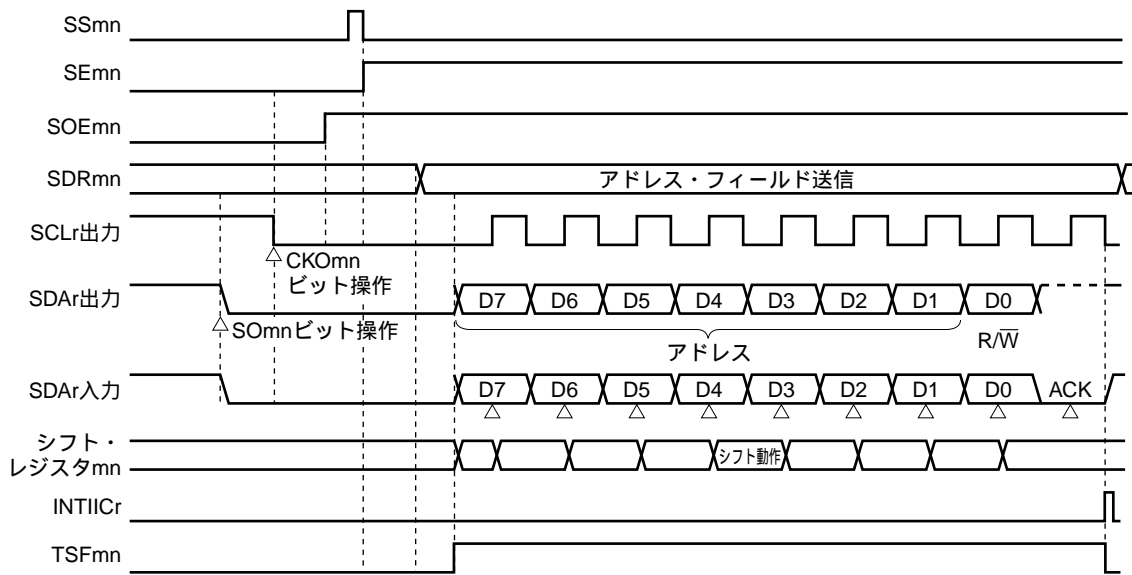 SSmn
SEmn
SOEmn
SDRmn
アドレス・フィールド送信
SCLr出力
CKOmn
ビット操作
SDAr出力
D7 D6 D5 D4 D3 D2 D1 D0
SOmnビット操作
アドレス
R/W
SDAr入力
D7 D6 D5 D4 D3 D2 D1 D0 ACK
シフト・
レジスタmn
シフト動作
INTIICr
TSFmn